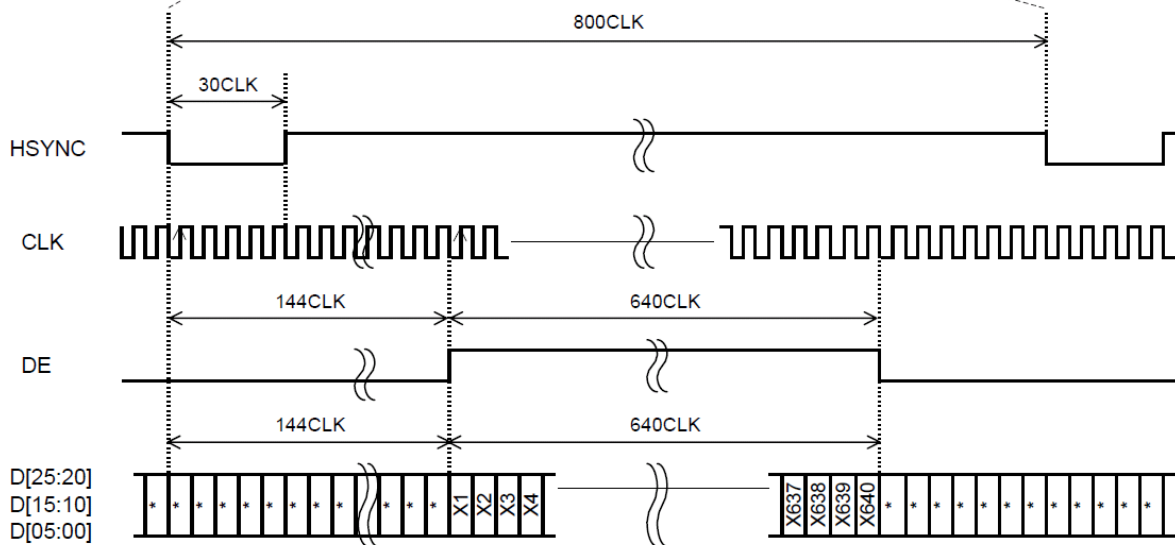 800CLK
30CLK
HSYNC
CLK
144CLK 640CLK
DE
144CLK 640CLK
D[25:20]
D[15:10]
D[05:00]
* * * * * * * * * * * * X1 X2 X3 X4 X637 X638 X639 X640 * * * * * * * * * * * *